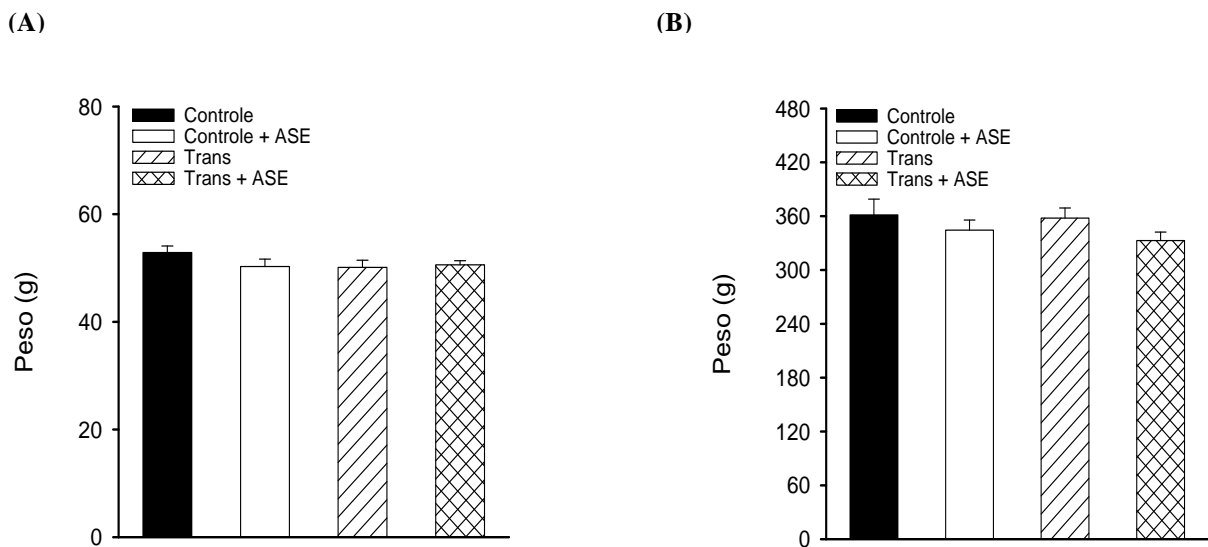 (A)
(B)
80
60
40
20
0
Peso (g)
Controle
Controle + ASE
Trans
Trans + ASE
480
420
360
300
240
180
120
60
0
Peso (g)
Controle
Controle + ASE
Trans
Trans + ASE